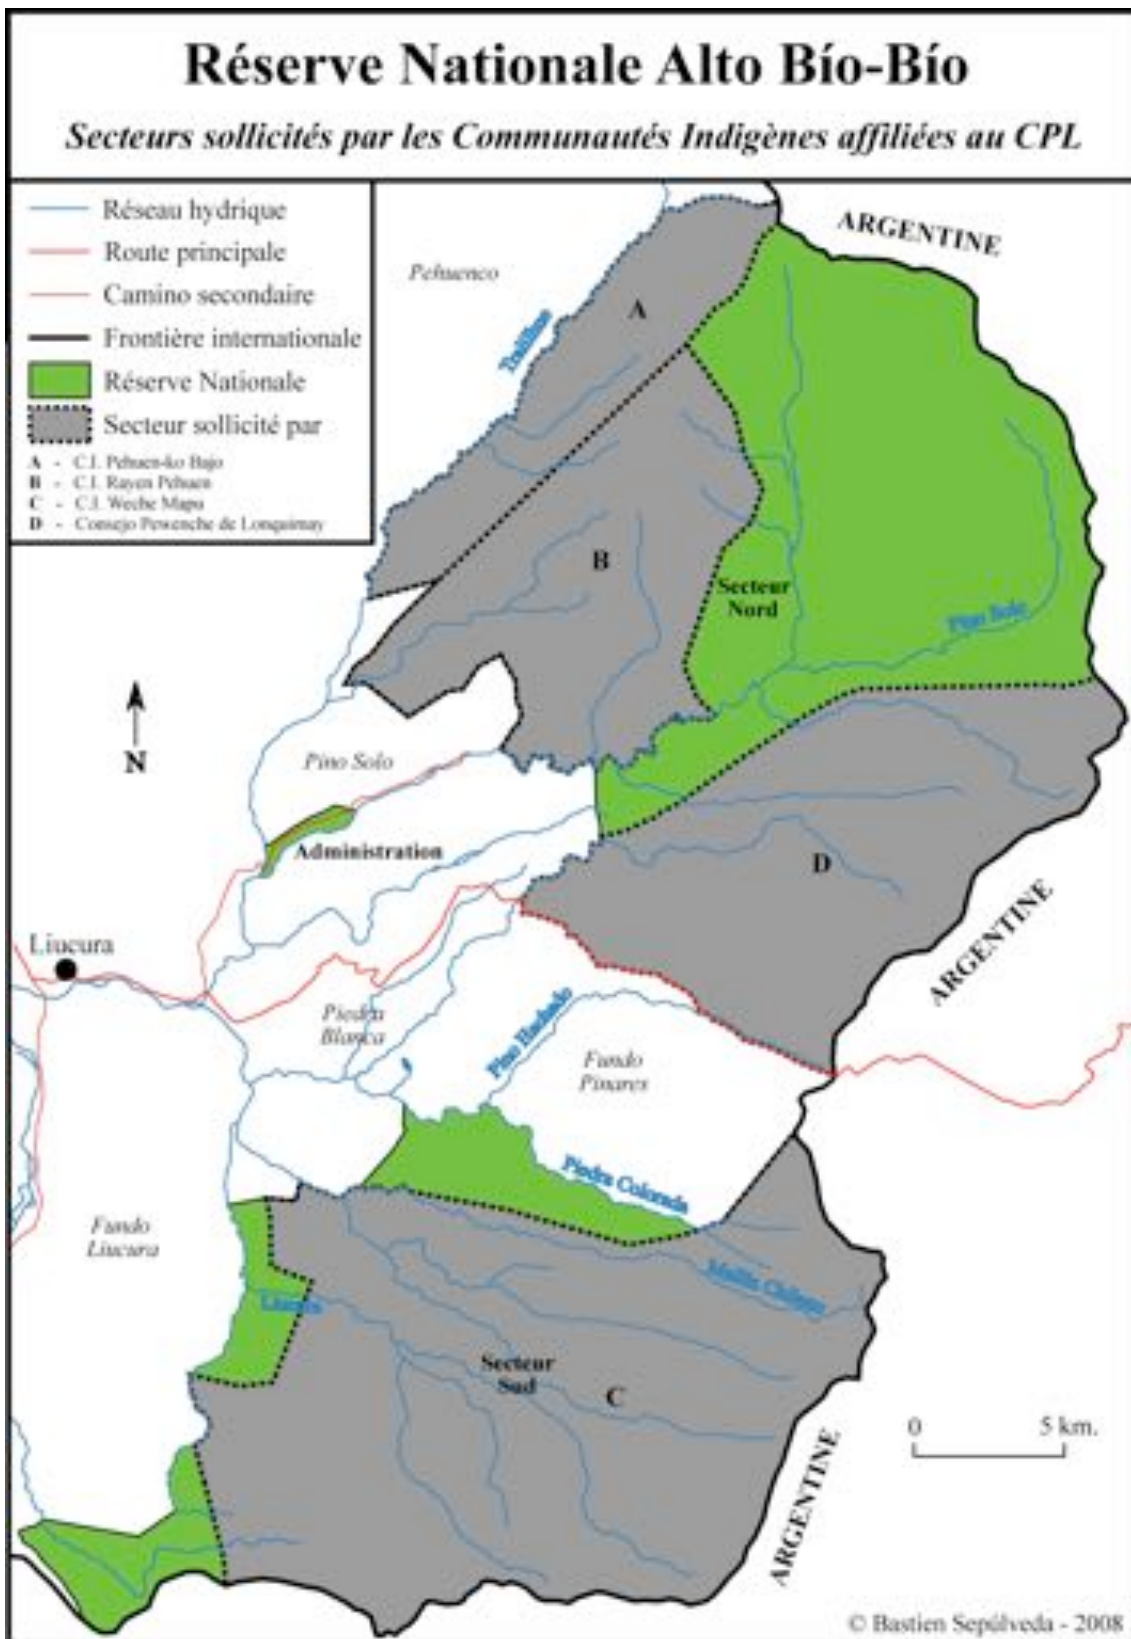 Réserve Nationale Alto Bío-Bío
Secteurs sollicités par les Communautés Indigènes affiliées au CPL
Réseau hydrique
Route principale
Camino secondaire
Frontière internationale
Réserve Nationale
Secteur sollicité par
A - C.I. Pehuen-ko Bajo
B - C.I. Rayen Pehuen
C - C.I. Weche Mapu
D - Consejo Pewenche de Lonquimay
ARGENTINE
Pehuenco
A
B
Secteur
Nord
Pino Solo
N
Pino Solo
Administration
D
ARGENTINE
Liucura
Piedra
Blanca
Pino Hachado
Fundo
Pinares
Piedra Colorada
Fundo
Liucura
Liucura
Secteur
Sud
C
0 5 km.
ARGENTINE
© Bastien Sepúlveda - 2008